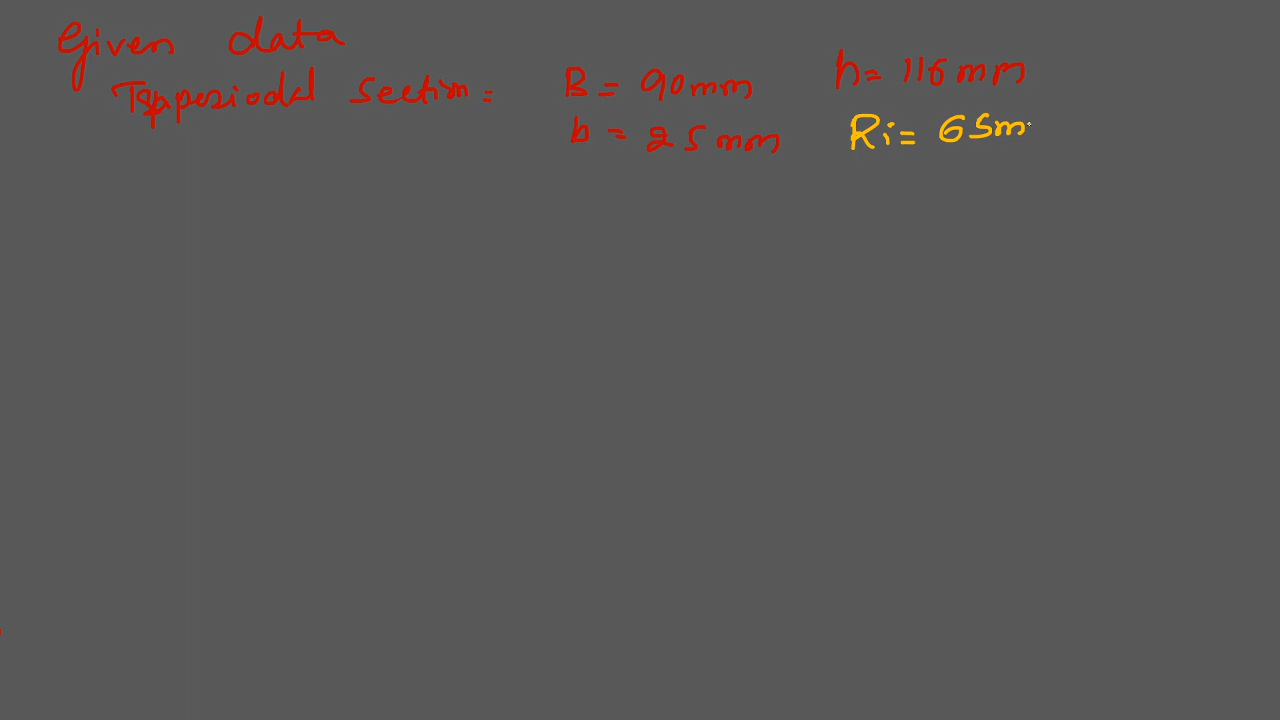 Given data
Trapeziodal Section: B = 90mm h = 116mm
b = 25mm Ri = 65m